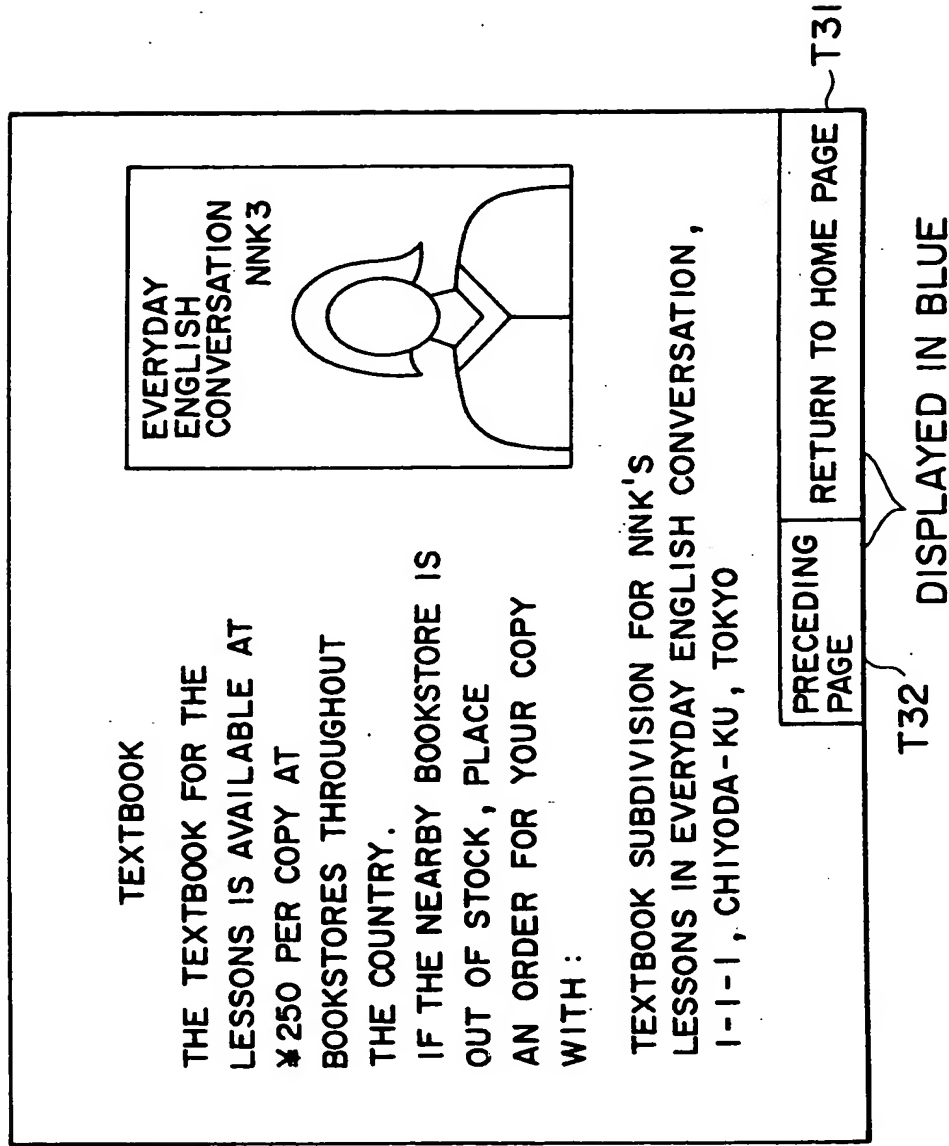 TEXTBOOK
THE TEXTBOOK FOR THE
LESSONS IS AVAILABLE AT
¥250 PER COPY AT
BOOKSTORES THROUGHOUT
THE COUNTRY.
IF THE NEARBY BOOKSTORE IS
OUT OF STOCK, PLACE
AN ORDER FOR YOUR COPY
WITH:
EVERYDAY
ENGLISH
CONVERSATION
NNK3
TEXTBOOK SUBDIVISION FOR NNK'S
LESSONS IN EVERYDAY ENGLISH CONVERSATION,
1-1-1, CHIYODA-KU, TOKYO
PRECEDING
PAGE
RETURN TO HOME PAGE
T31
T32
DISPLAYED IN BLUE